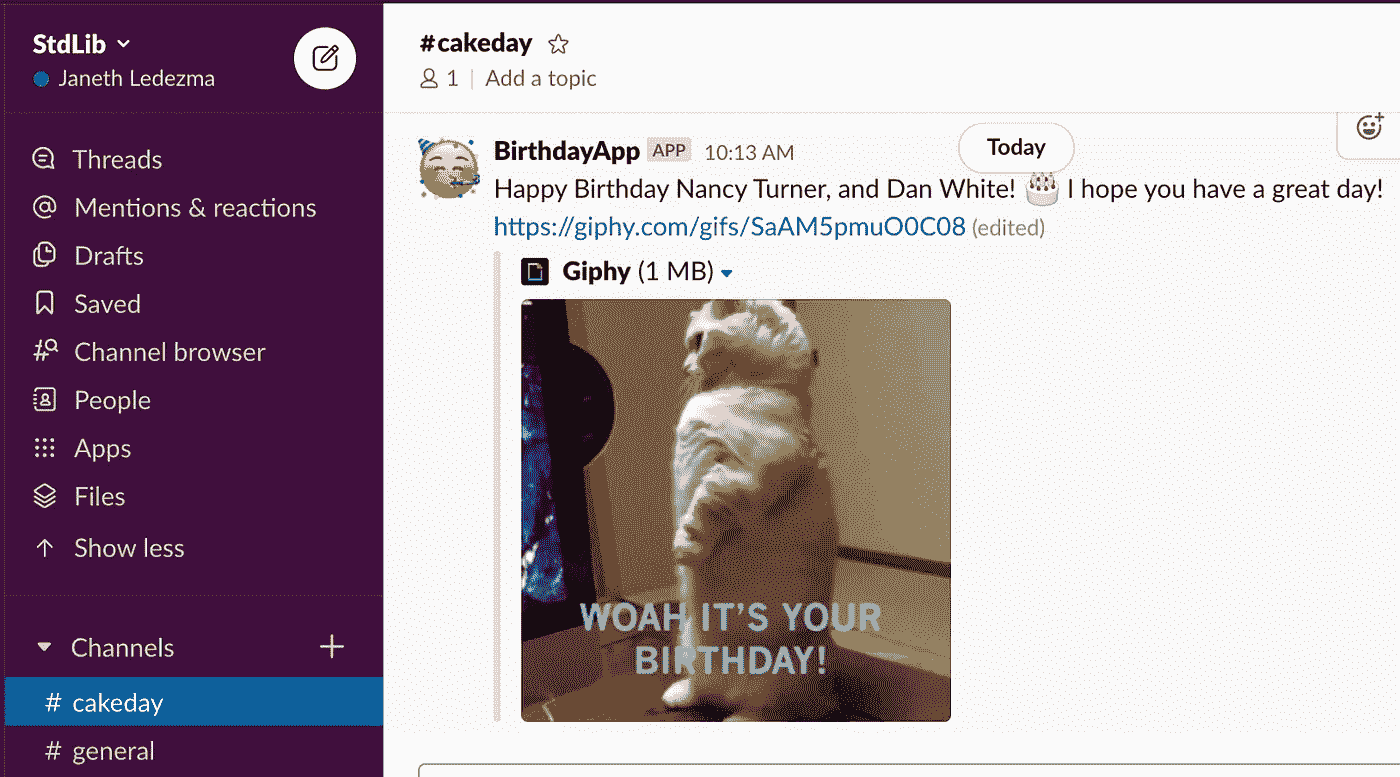 StdLib
Janeth Ledezma
Threads
Mentions & reactions
Drafts
Saved
Channel browser
People
Apps
Files
Show less
Channels
# cakeday
# general
#cakeday
1 | Add a topic
Today
BirthdayApp APP 10:13 AM
Happy Birthday Nancy Turner, and Dan White! 🎂 I hope you have a great day!
https://giphy.com/gifs/SaAM5pmuO0C08 (edited)
Giphy (1 MB)
WOAH IT'S YOUR
BIRTHDAY!